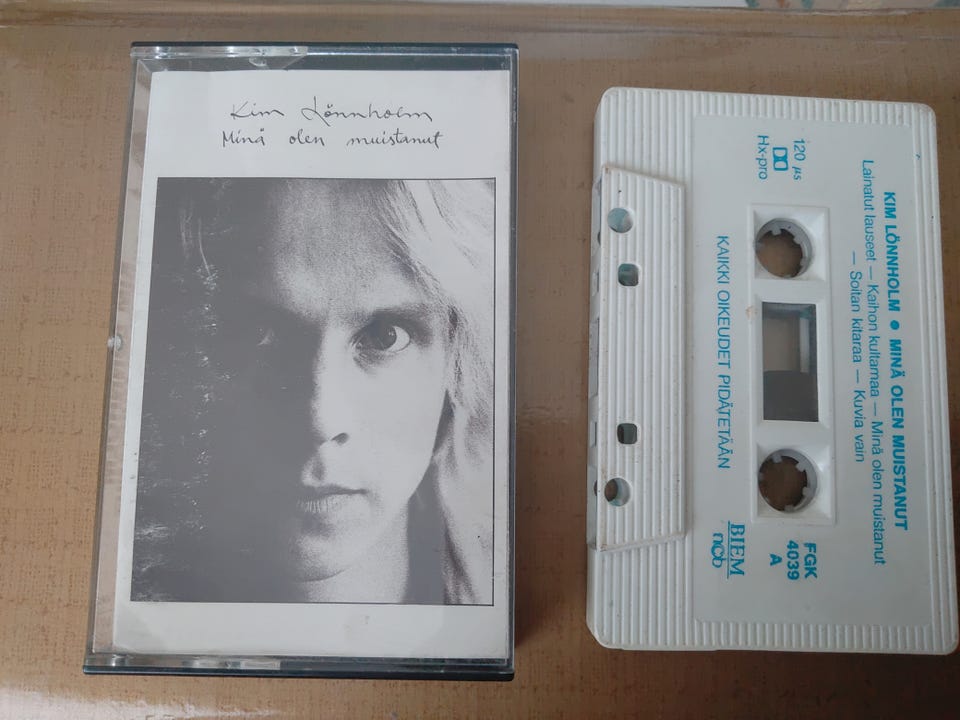 Kim Lönnholm
Minä olen muistanut
KIM LÖNNHOLM ● MINÄ OLEN MUISTANUT
Lainatut lauseet — Kaihon kultamaa — Minä olen muistanut
— Soitan kitaraa — Kuvia vain
120 µs
Hx-pro
KAIKKI OIKEUDET PIDÄTETÄÄN
FGK
4039
A
BIEM
ncb